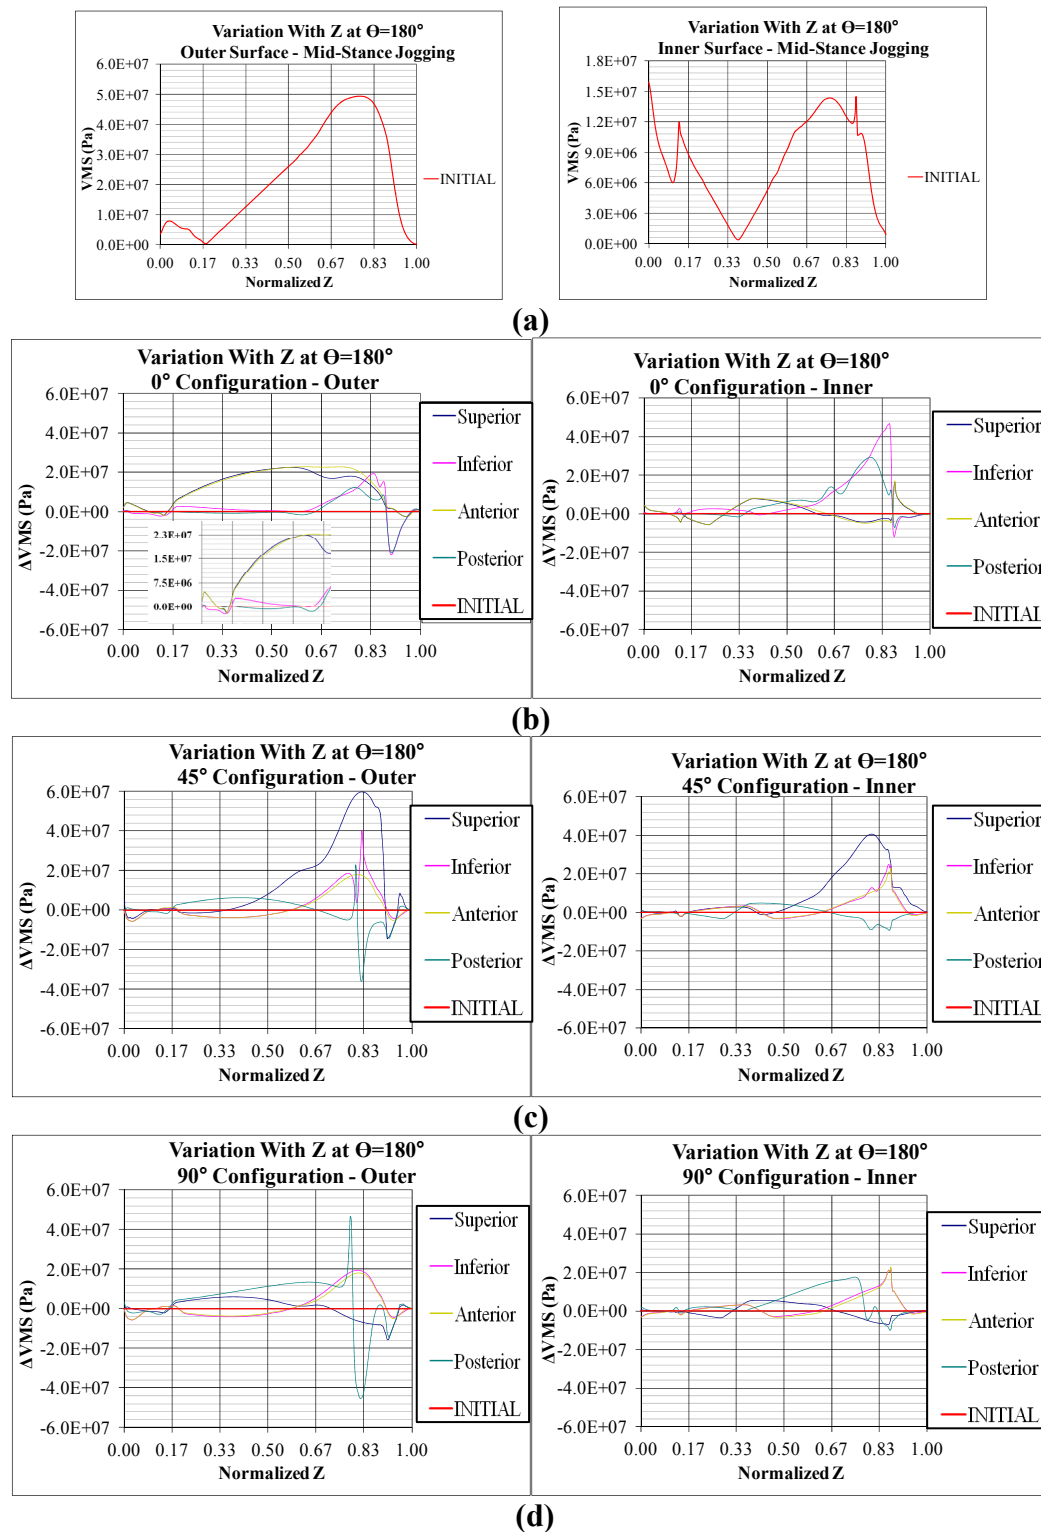 Variation With Z at Θ=180°
Outer Surface - Mid-Stance Jogging
6.0E+07
5.0E+07
4.0E+07
3.0E+07
2.0E+07
1.0E+07
0.0E+00
VMS (Pa)
0.00 0.17 0.33 0.50 0.67 0.83 1.00
Normalized Z
INITIAL
Variation With Z at Θ=180°
Inner Surface - Mid-Stance Jogging
1.8E+07
1.5E+07
1.2E+07
9.0E+06
6.0E+06
3.0E+06
0.0E+00
VMS (Pa)
0.00 0.17 0.33 0.50 0.67 0.83 1.00
Normalized Z
INITIAL
(a)
Variation With Z at Θ=180°
0° Configuration - Outer
6.0E+07
4.0E+07
2.0E+07
0.0E+00
-2.0E+07
-4.0E+07
-6.0E+07
ΔVMS (Pa)
2.3E+07
1.5E+07
7.5E+06
0.0E+00
0.00 0.17 0.33 0.50 0.67 0.83 1.00
Normalized Z
Superior
Inferior
Anterior
Posterior
INITIAL
Variation With Z at Θ=180°
0° Configuration - Inner
6.0E+07
4.0E+07
2.0E+07
0.0E+00
-2.0E+07
-4.0E+07
-6.0E+07
ΔVMS (Pa)
0.00 0.17 0.33 0.50 0.67 0.83 1.00
Normalized Z
Superior
Inferior
Anterior
Posterior
INITIAL
(b)
Variation With Z at Θ=180°
45° Configuration - Outer
6.0E+07
4.0E+07
2.0E+07
0.0E+00
-2.0E+07
-4.0E+07
-6.0E+07
ΔVMS (Pa)
0.00 0.17 0.33 0.50 0.67 0.83 1.00
Normalized Z
Superior
Inferior
Anterior
Posterior
INITIAL
Variation With Z at Θ=180°
45° Configuration - Inner
6.0E+07
4.0E+07
2.0E+07
0.0E+00
-2.0E+07
-4.0E+07
-6.0E+07
ΔVMS (Pa)
0.00 0.17 0.33 0.50 0.67 0.83 1.00
Normalized Z
Superior
Inferior
Anterior
Posterior
INITIAL
(c)
Variation With Z at Θ=180°
90° Configuration - Outer
6.0E+07
4.0E+07
2.0E+07
0.0E+00
-2.0E+07
-4.0E+07
-6.0E+07
ΔVMS (Pa)
0.00 0.17 0.33 0.50 0.67 0.83 1.00
Normalized Z
Superior
Inferior
Anterior
Posterior
INITIAL
Variation With Z at Θ=180°
90° Configuration - Inner
6.0E+07
4.0E+07
2.0E+07
0.0E+00
-2.0E+07
-4.0E+07
-6.0E+07
ΔVMS (Pa)
0.00 0.17 0.33 0.50 0.67 0.83 1.00
Normalized Z
Superior
Inferior
Anterior
Posterior
INITIAL
(d)